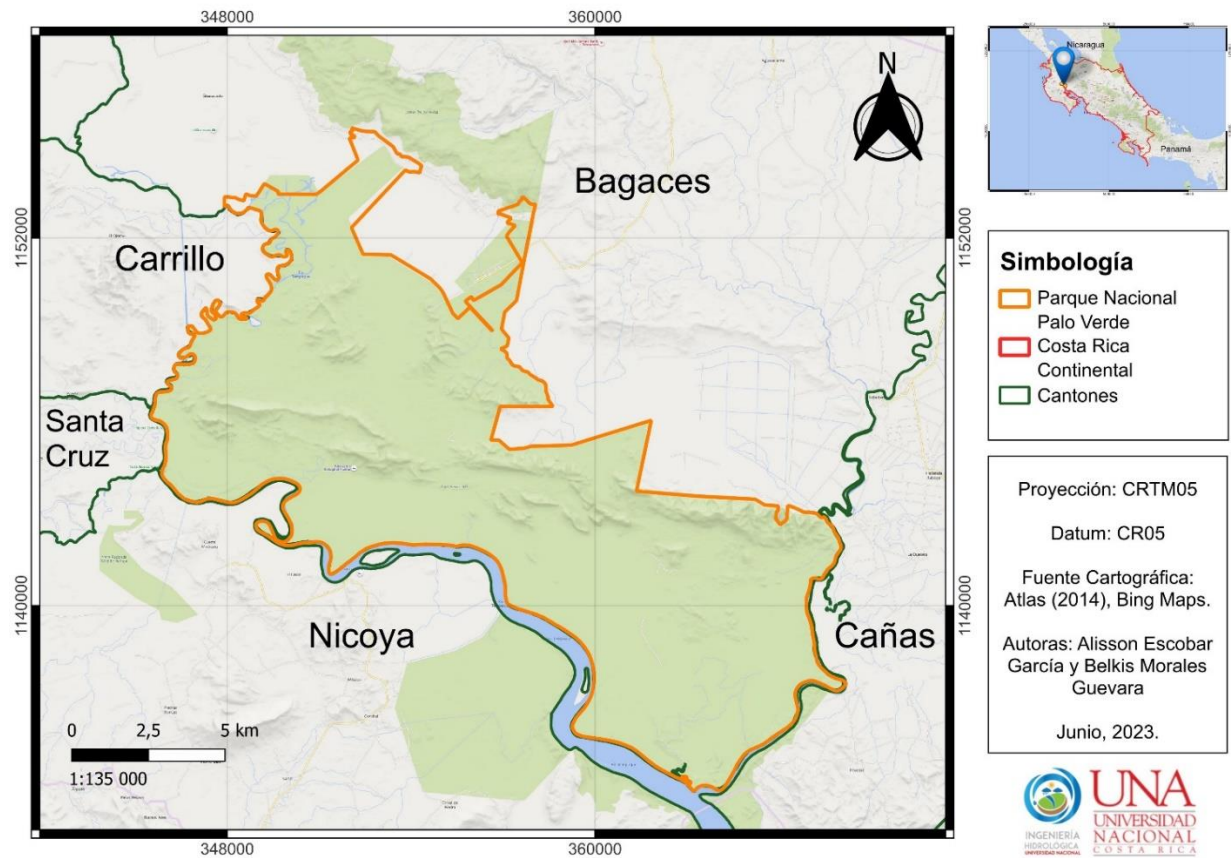 348000
360000
N
Bagaces
Carrillo
Santa
Cruz
Nicoya
Cañas
1152000
1140000
1152000
1140000
0 2,5 5 km
1:135 000
348000
360000
Nicaragua
Panamá
Simbología
Parque Nacional
Palo Verde
Costa Rica
Continental
Cantones
Proyección: CRTM05
Datum: CR05
Fuente Cartográfica:
Atlas (2014), Bing Maps.
Autoras: Alisson Escobar
García y Belkis Morales
Guevara
Junio, 2023.
INGENIERÍA
HIDROLÓGICA
UNIVERSIDAD NACIONAL
UNA
UNIVERSIDAD
NACIONAL
COSTA RICA